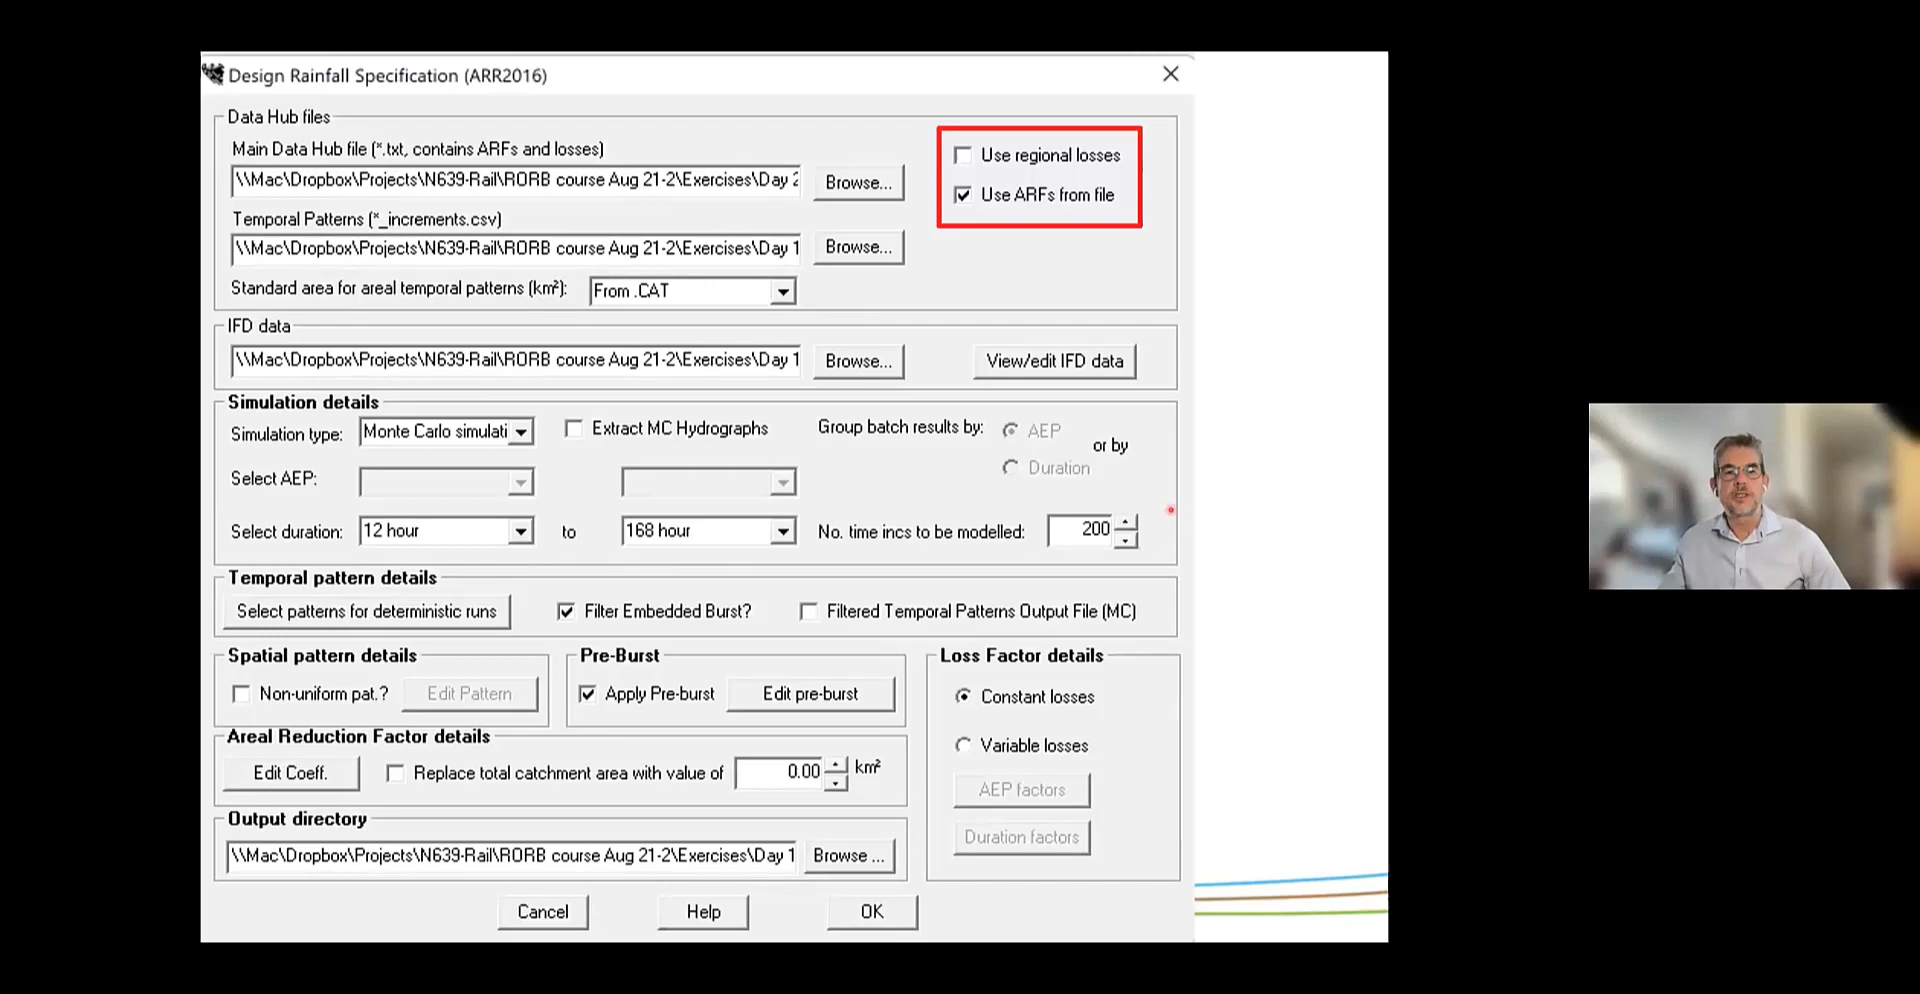 Design Rainfall Specification (ARR2016)
Data Hub files
Main Data Hub file (*.txt, contains ARFs and losses)
\\Mac\Dropbox\Projects\N639-Rail\RORB course Aug 21-2\Exercises\Day 2
Browse...
Use regional losses
Use ARFs from file
Temporal Patterns (*_increments.csv)
\\Mac\Dropbox\Projects\N639-Rail\RORB course Aug 21-2\Exercises\Day 1
Browse...
Standard area for areal temporal patterns (km²):
From .CAT
IFD data
\\Mac\Dropbox\Projects\N639-Rail\RORB course Aug 21-2\Exercises\Day 1
Browse...
View/edit IFD data
Simulation details
Simulation type:
Monte Carlo simulati
Extract MC Hydrographs
Group batch results by:
AEP
or by
Duration
Select AEP:
Select duration:
12 hour
to
168 hour
No. time incs to be modelled:
200
Temporal pattern details
Select patterns for deterministic runs
Filter Embedded Burst?
Filtered Temporal Patterns Output File (MC)
Spatial pattern details
Non-uniform pat.?
Edit Pattern
Pre-Burst
Apply Pre-burst
Edit pre-burst
Loss Factor details
Constant losses
Variable losses
AEP factors
Duration factors
Areal Reduction Factor details
Edit Coeff.
Replace total catchment area with value of
0.00
km²
Output directory
\\Mac\Dropbox\Projects\N639-Rail\RORB course Aug 21-2\Exercises\Day 1
Browse ...
Cancel
Help
OK